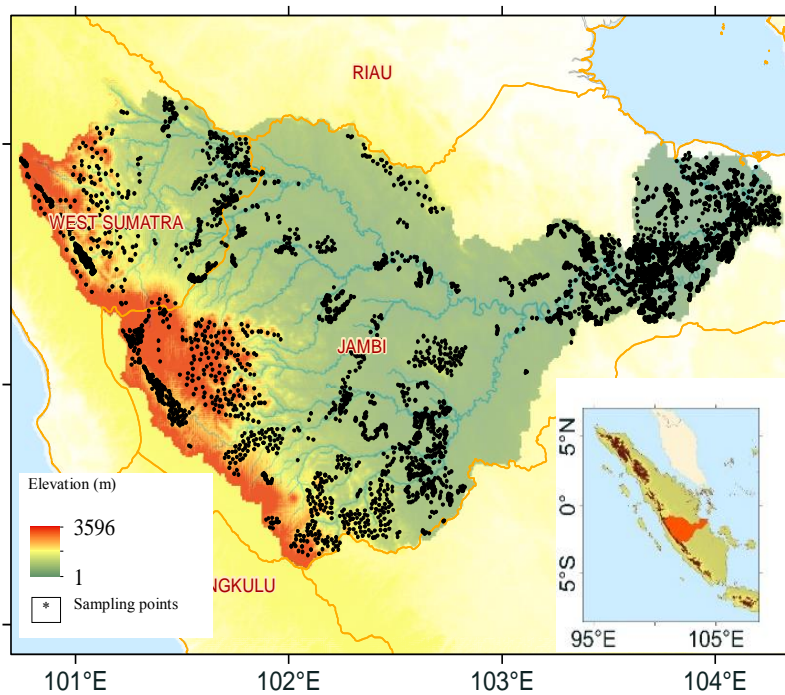 RIAU
WEST SUMATRA
JAMBI
Elevation (m)
3596
1
* Sampling points
NGKULU
5°N
0°
5°S
95°E 105°E
101°E 102°E 103°E 104°E